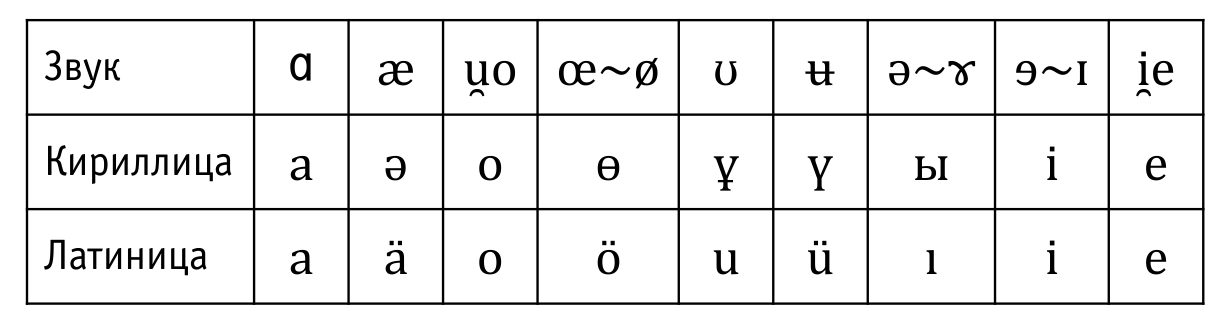 Звук ɑ æ u̯o œ~ø ʊ ʉ ə~ɤ ɘ~ɪ i̯e
Кириллица а ә о ө ұ ү ы і е
Латиница a ä o ö u ü ı i e